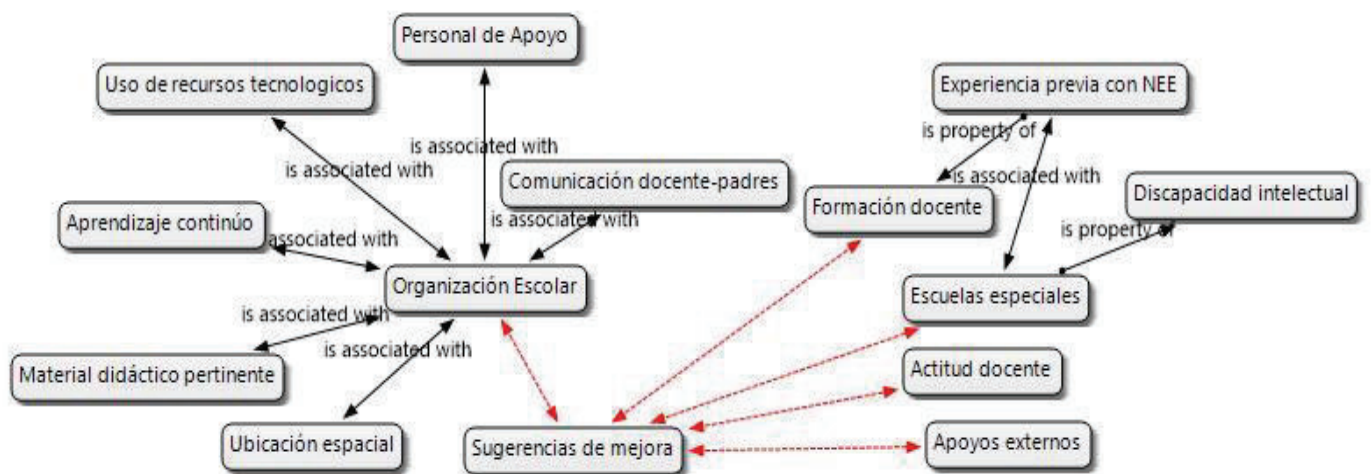 Personal de Apoyo
Uso de recursos tecnologicos
Experiencia previa con NEE
is property of
is associated with
is associated with
is associated with
Comunicación docente-padres
Formación docente
Discapacidad intelectual
Aprendizaje continúo
associated with
is associated with
is property of
Organización Escolar
Escuelas especiales
is associated with
is associated with
Material didáctico pertinente
Actitud docente
Ubicación espacial
Sugerencias de mejora
Apoyos externos